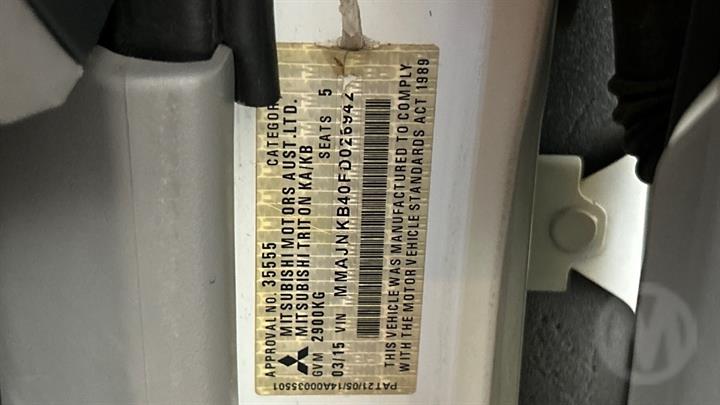 APPROVAL NO. 35555 CATEGOR
MITSUBISHI MOTORS AUST.LTD.
MITSUBISHI TRITON KA/KB
GVM 2900KG SEATS 5
03/15 VIN MMAJNKB40FD026942
THIS VEHICLE WAS MANUFACTURED TO COMPLY
WITH THE MOTOR VEHICLE STANDARDS ACT 1989
PAT21/05/14A00035501